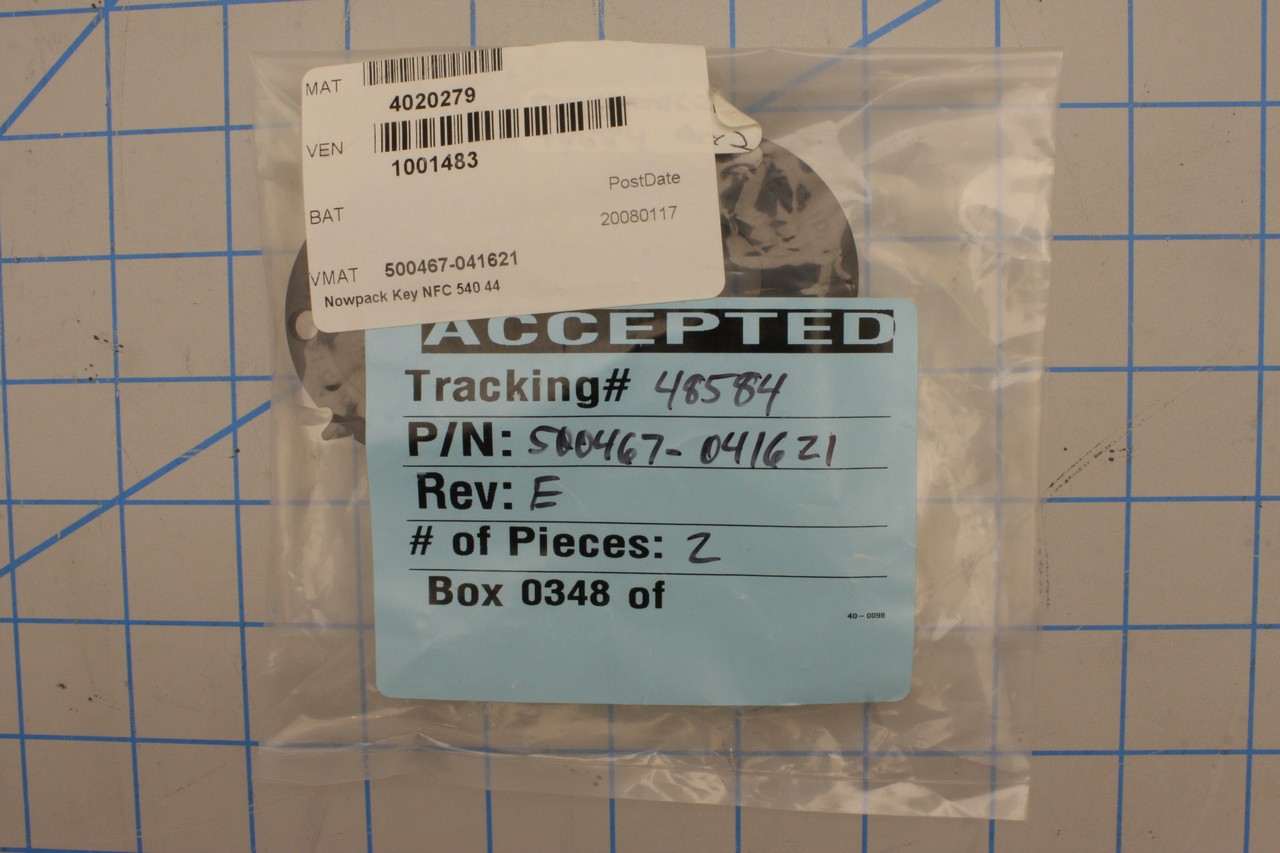 MAT
4020279
VEN
1001483
PostDate
BAT
20080117
VMAT 500467-041621
Nowpack Key NFC 540 44
ACCEPTED
Tracking# 48584
P/N: 500467-041621
Rev: E
# of Pieces: 2
Box 0348 of
40-0098